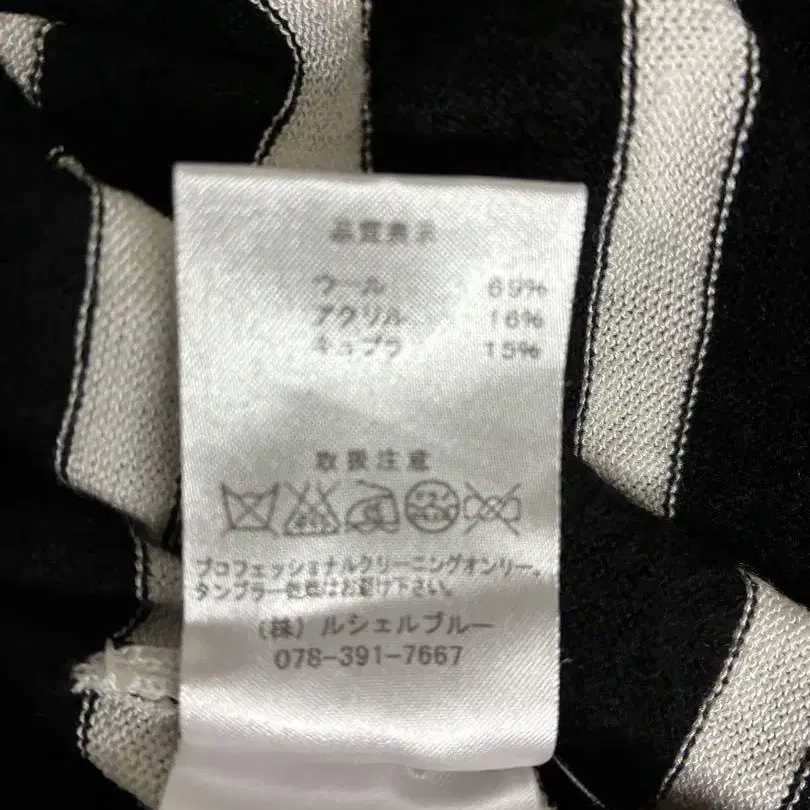 品質表示
ウール 69%
アクリル 16%
キュプラ 15%
取扱注意
プロフェッショナルクリーニングオンリー。
タンブラー乾燥はお避け下さい。
(株) ルシェルブルー
078-391-7667